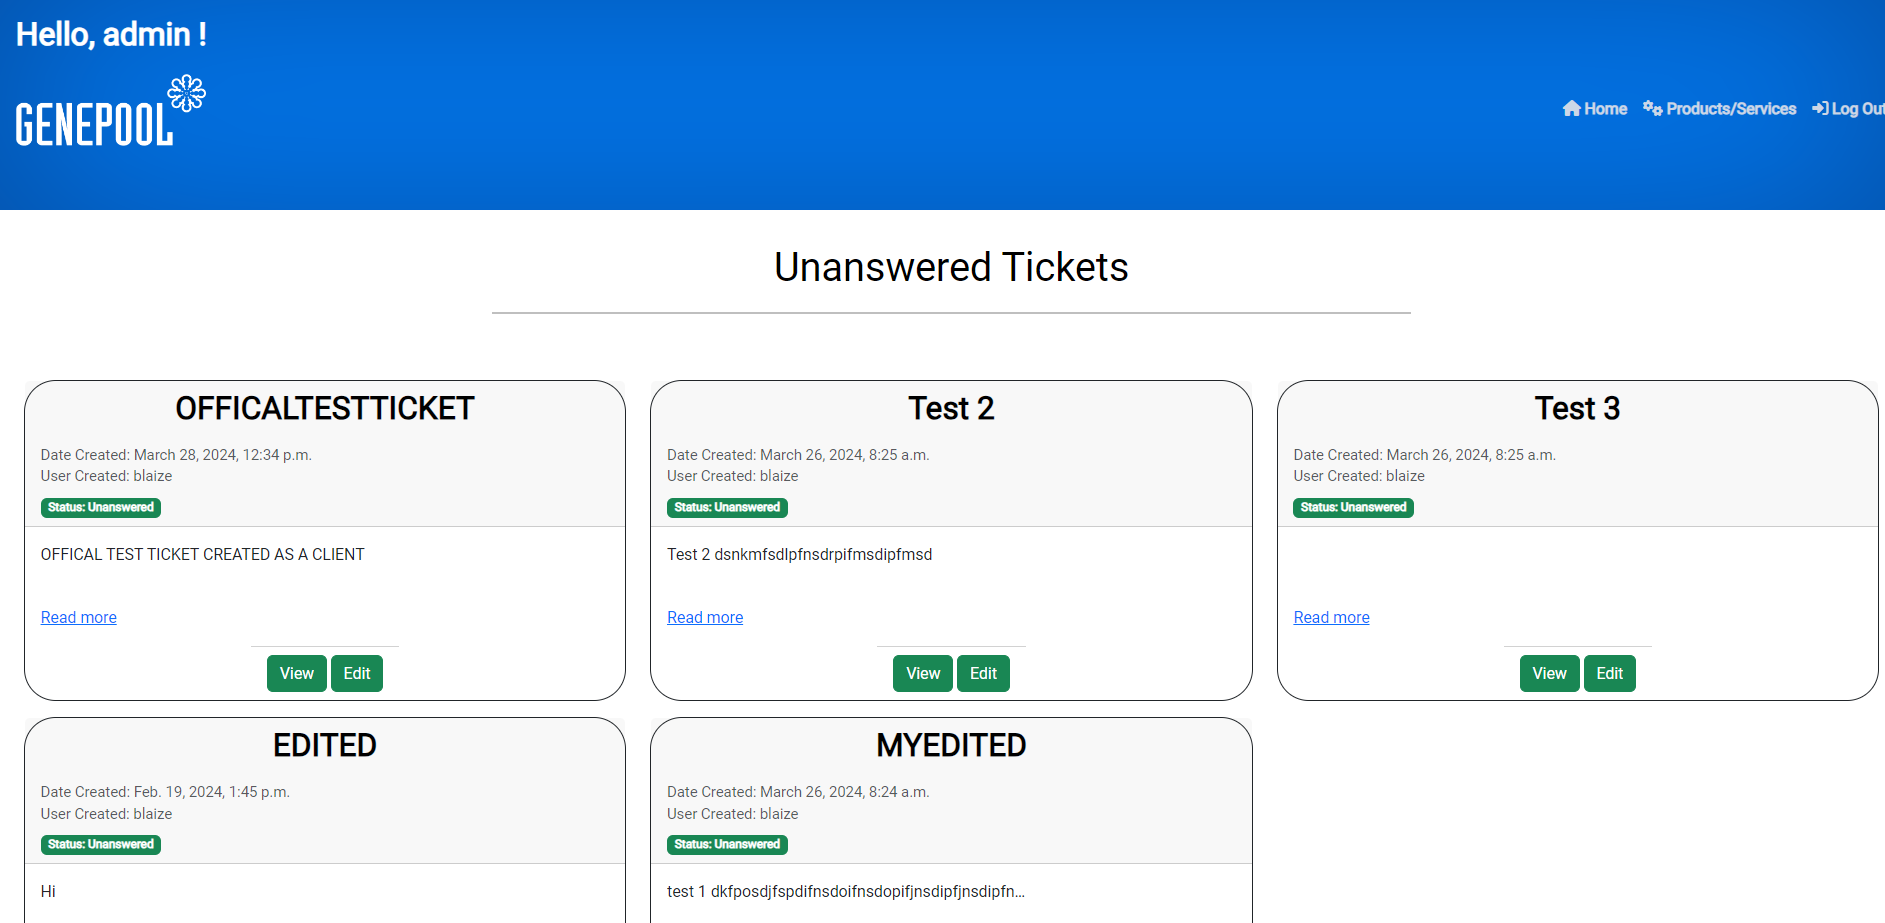 Hello, admin !
GENEPOOL
Home Products/Services Log Out
Unanswered Tickets
OFFICALTESTTICKET
Date Created: March 28, 2024, 12:34 p.m.
User Created: blaize
Status: Unanswered
OFFICAL TEST TICKET CREATED AS A CLIENT
Read more
View Edit
Test 2
Date Created: March 26, 2024, 8:25 a.m.
User Created: blaize
Status: Unanswered
Test 2 dsnkmfsdlpfnsdrpifmsdipfmsd
Read more
View Edit
Test 3
Date Created: March 26, 2024, 8:25 a.m.
User Created: blaize
Status: Unanswered
Read more
View Edit
EDITED
Date Created: Feb. 19, 2024, 1:45 p.m.
User Created: blaize
Status: Unanswered
Hi
MYEDITED
Date Created: March 26, 2024, 8:24 a.m.
User Created: blaize
Status: Unanswered
test 1 dkfposdjfspdifnsdoifnsdopifjnsdipfjnsdipfn...